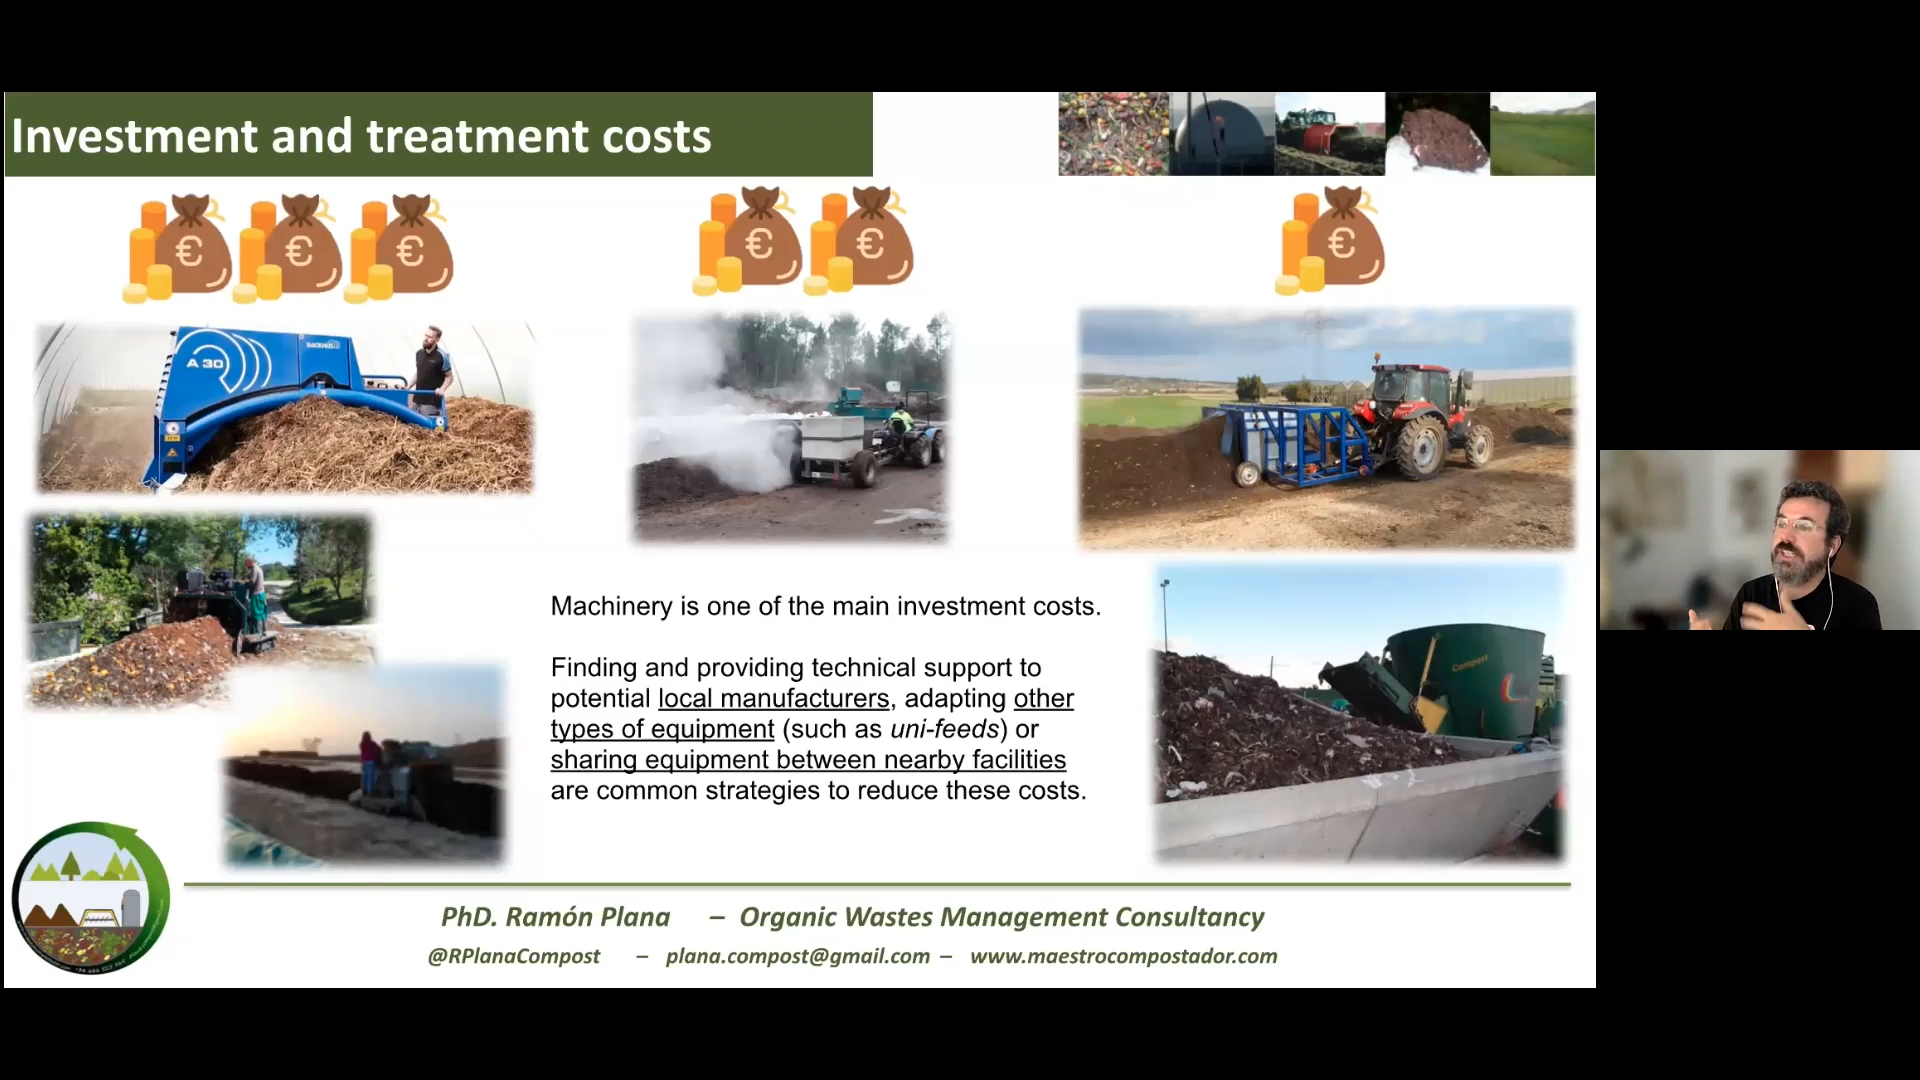 Investment and treatment costs
€ € €
€ €
€
A 30
BACKHUS
Compost
Machinery is one of the main investment costs.
Finding and providing technical support to
potential local manufacturers, adapting other
types of equipment (such as uni-feeds) or
sharing equipment between nearby facilities
are common strategies to reduce these costs.
PhD. Ramón Plana – Organic Wastes Management Consultancy
@RPlanaCompost – plana.compost@gmail.com – www.maestrocompostador.com